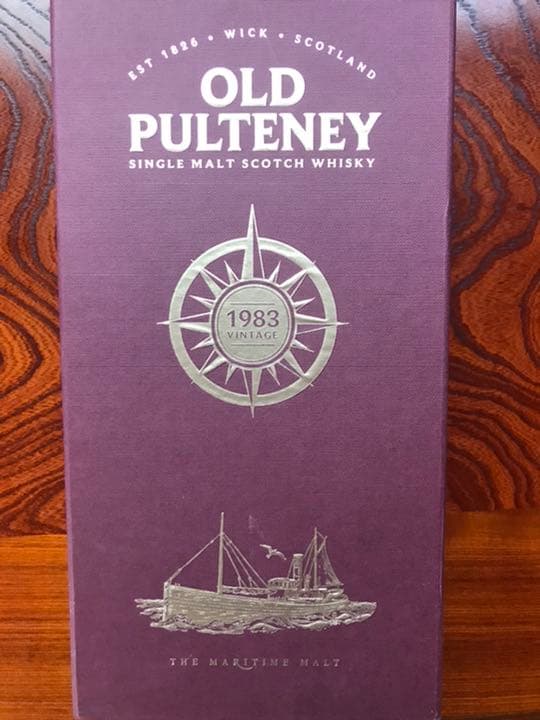 EST 1826 • WICK • SCOTLAND
OLD
PULTENEY
SINGLE MALT SCOTCH WHISKY
1983
VINTAGE
THE MARITIME MALT